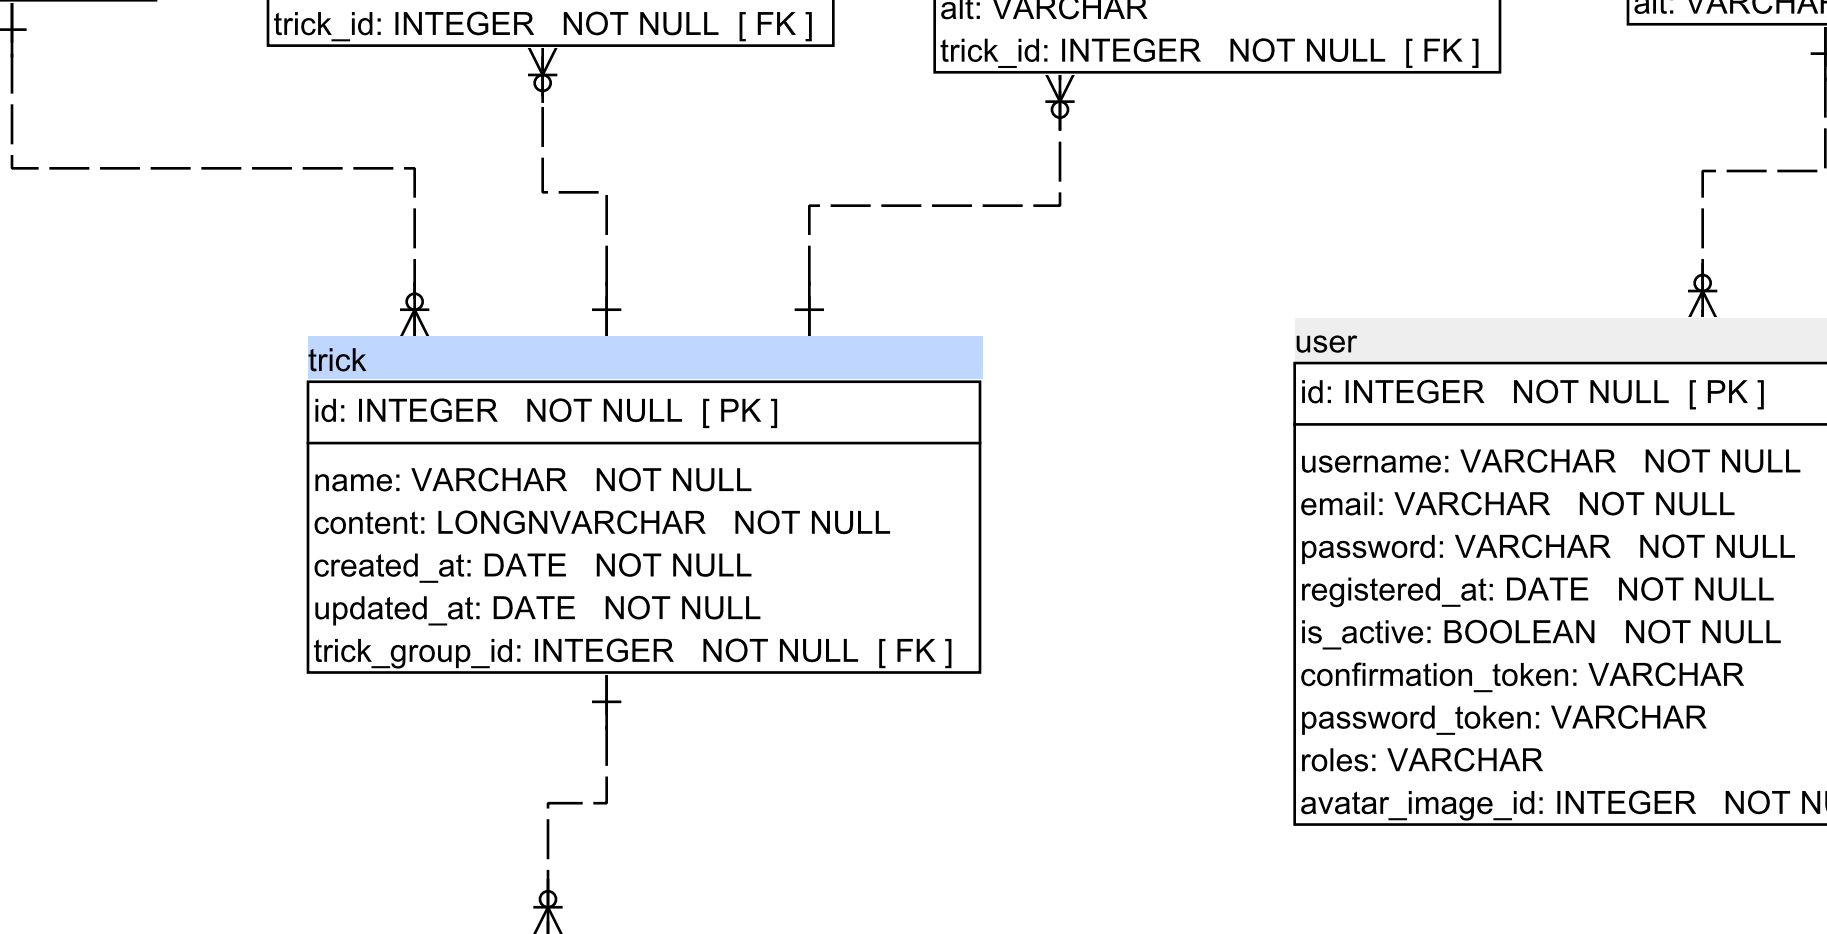 trick_id: INTEGER NOT NULL [ FK ]
alt: VARCHAR
trick_id: INTEGER NOT NULL [ FK ]
alt: VARCHAR
trick
id: INTEGER NOT NULL [ PK ]
name: VARCHAR NOT NULL
content: LONGNVARCHAR NOT NULL
created_at: DATE NOT NULL
updated_at: DATE NOT NULL
trick_group_id: INTEGER NOT NULL [ FK ]
user
id: INTEGER NOT NULL [ PK ]
username: VARCHAR NOT NULL
email: VARCHAR NOT NULL
password: VARCHAR NOT NULL
registered_at: DATE NOT NULL
is_active: BOOLEAN NOT NULL
confirmation_token: VARCHAR
password_token: VARCHAR
roles: VARCHAR
avatar_image_id: INTEGER NOT